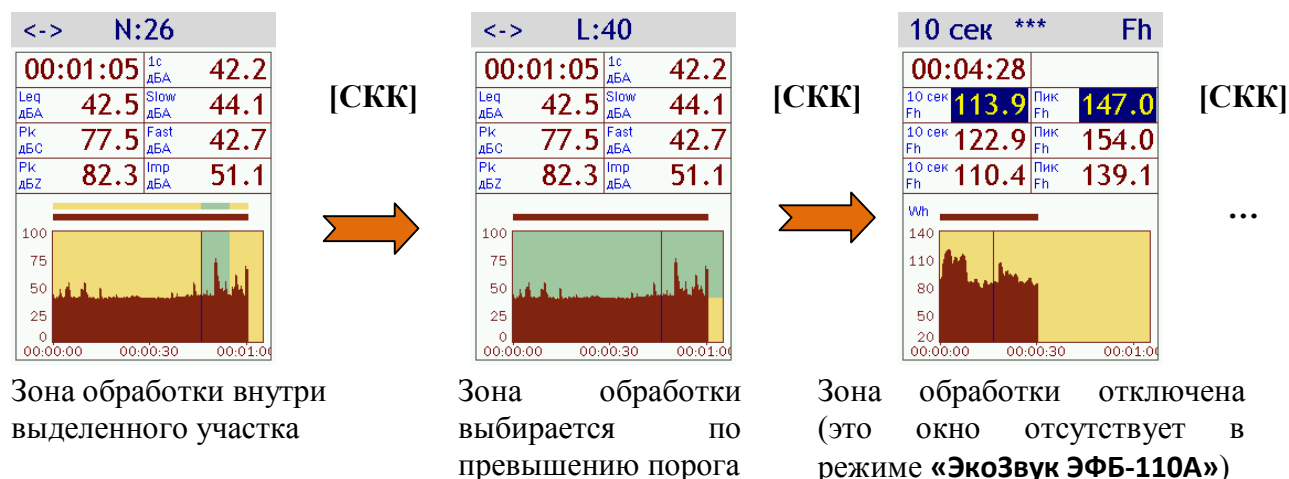 <-> N:26
00:01:05 1с дБА 42.2
Leq дБА 42.5 Slow дБА 44.1
Pk дБС 77.5 Fast дБА 42.7
Pk дБZ 82.3 Imp дБА 51.1
100
75
50
25
0
00:00:00 00:00:30 00:01:00
Зона обработки внутри
выделенного участка
[СКК]
<-> L:40
00:01:05 1с дБА 42.2
Leq дБА 42.5 Slow дБА 44.1
Pk дБС 77.5 Fast дБА 42.7
Pk дБZ 82.3 Imp дБА 51.1
100
75
50
25
0
00:00:00 00:00:30 00:01:00
Зона обработки
выбирается по
превышению порога
[СКК]
10 сек *** Fh
00:04:28
10 сек Fh 113.9 Пик Fh 147.0
10 сек Fh 122.9 Пик Fh 154.0
10 сек Fh 110.4 Пик Fh 139.1
Wh
140
110
80
50
20
00:00:00 00:00:30 00:01:00
Зона обработки отключена
(это окно отсутствует в
режиме «ЭкоЗвук ЭФБ-110А»)
[СКК]
...